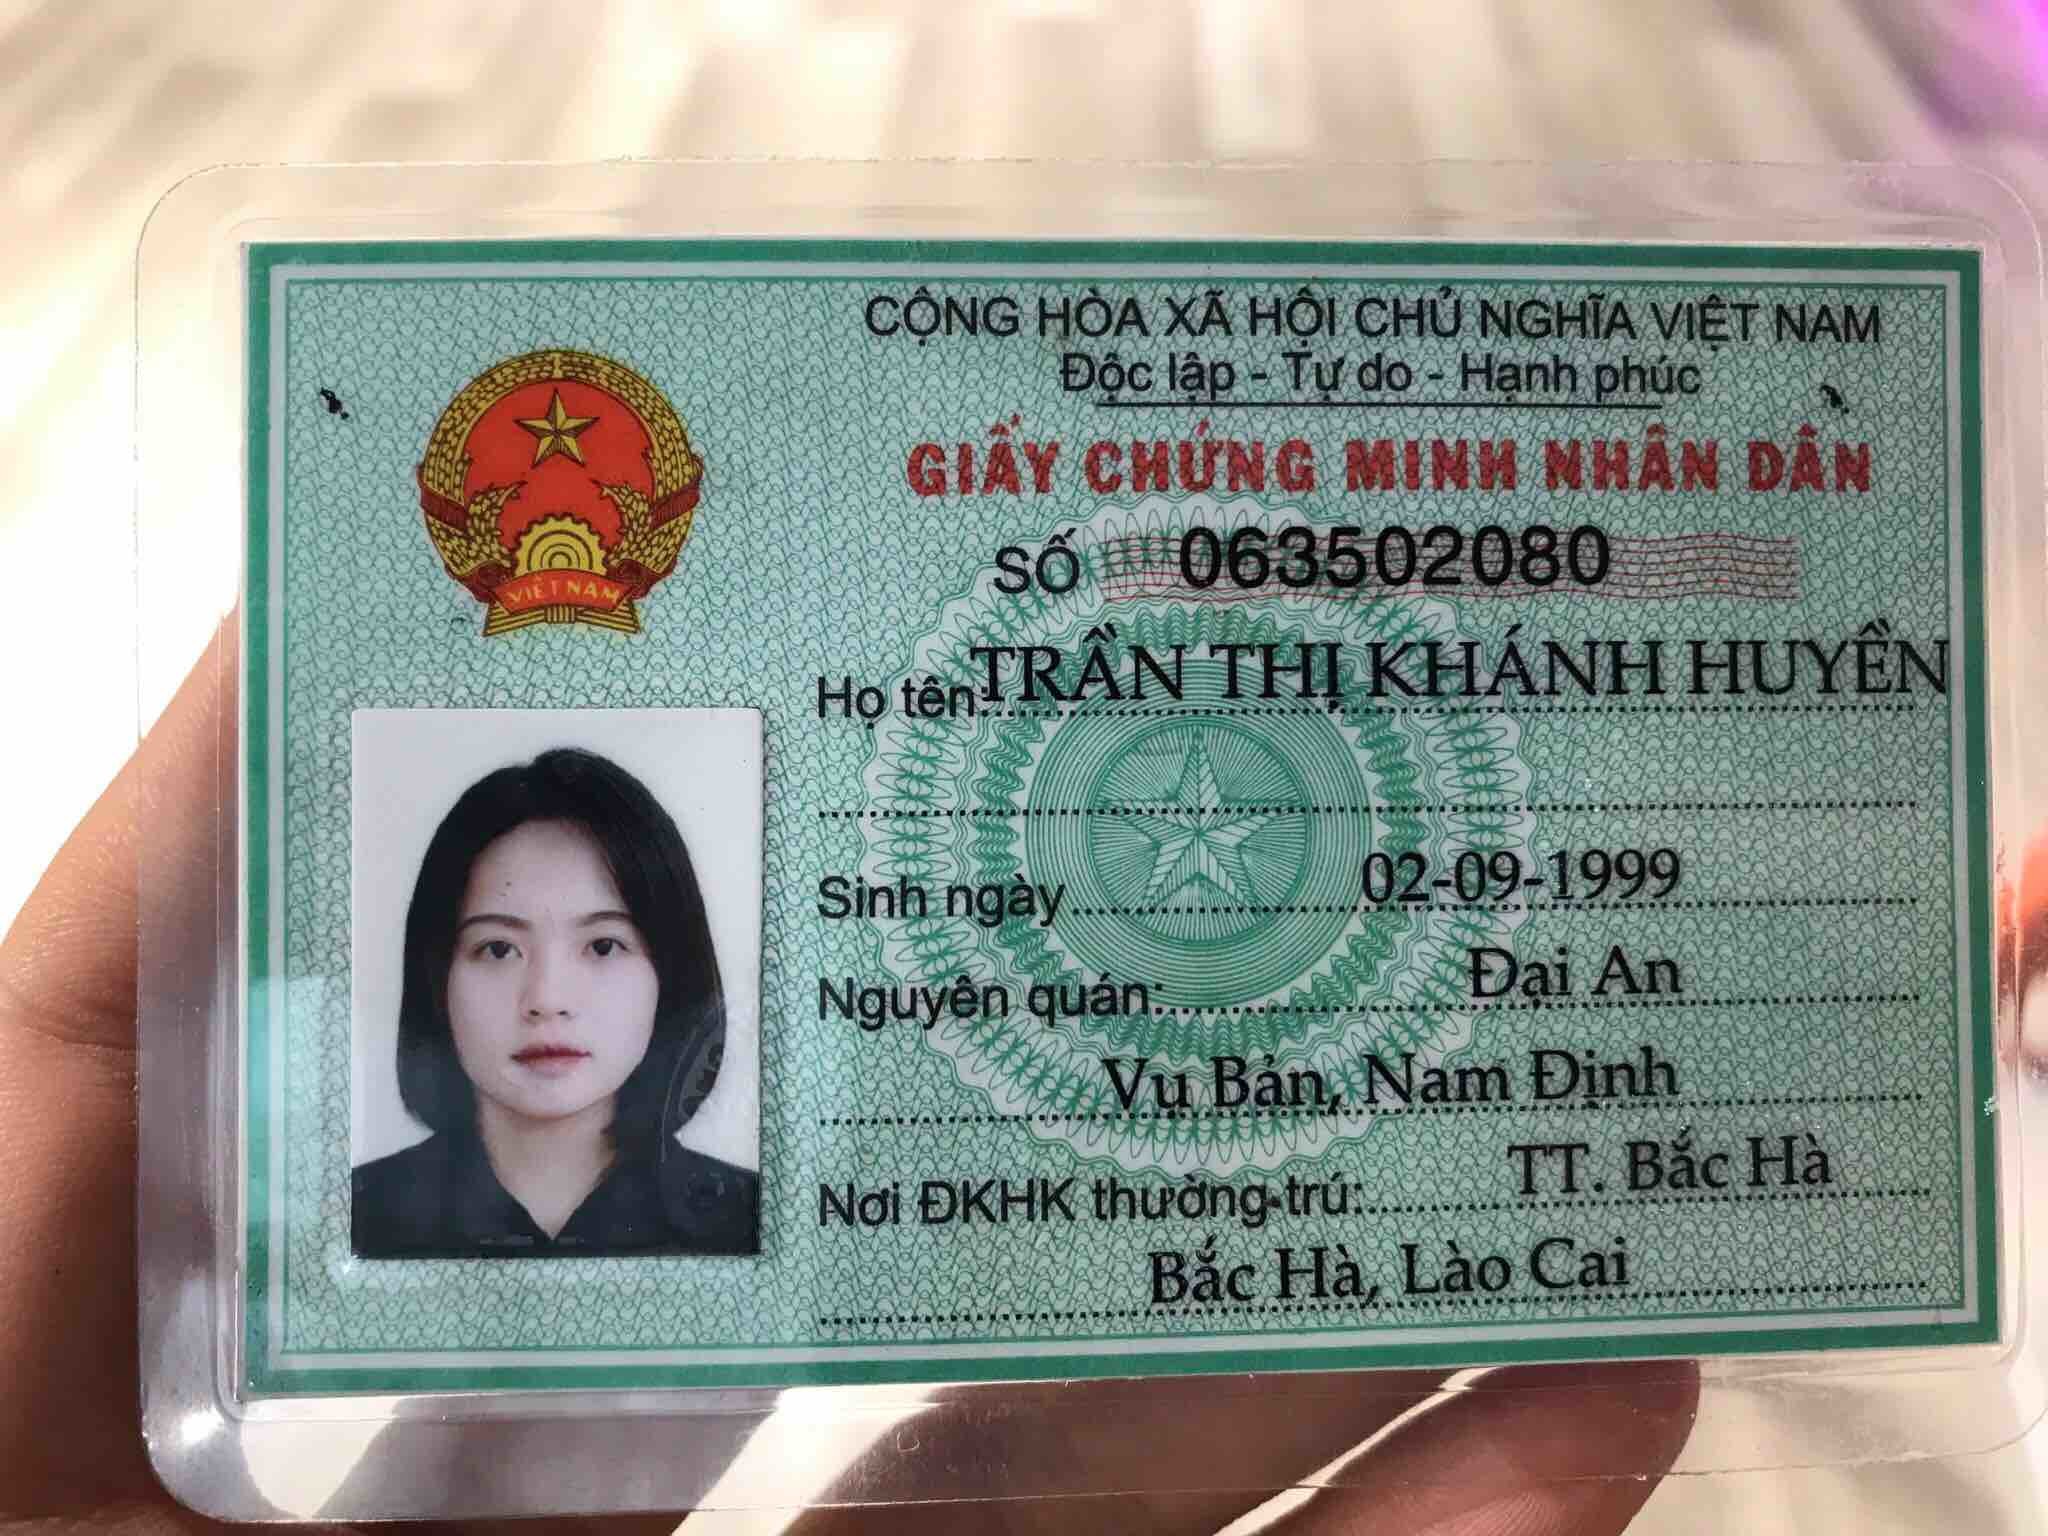 CỘNG HÒA XÃ HỘI CHỦ NGHĨA VIỆT NAM
Độc lập - Tự do - Hạnh phúc
GIẤY CHỨNG MINH NHÂN DÂN
SỐ 063502080
VIỆT NAM
Họ tên: TRẦN THỊ KHÁNH HUYỀN
Sinh ngày 02-09-1999
Nguyên quán: Đại An
Vụ Bản, Nam Định
Nơi ĐKHK thường trú: TT. Bắc Hà
Bắc Hà, Lào Cai